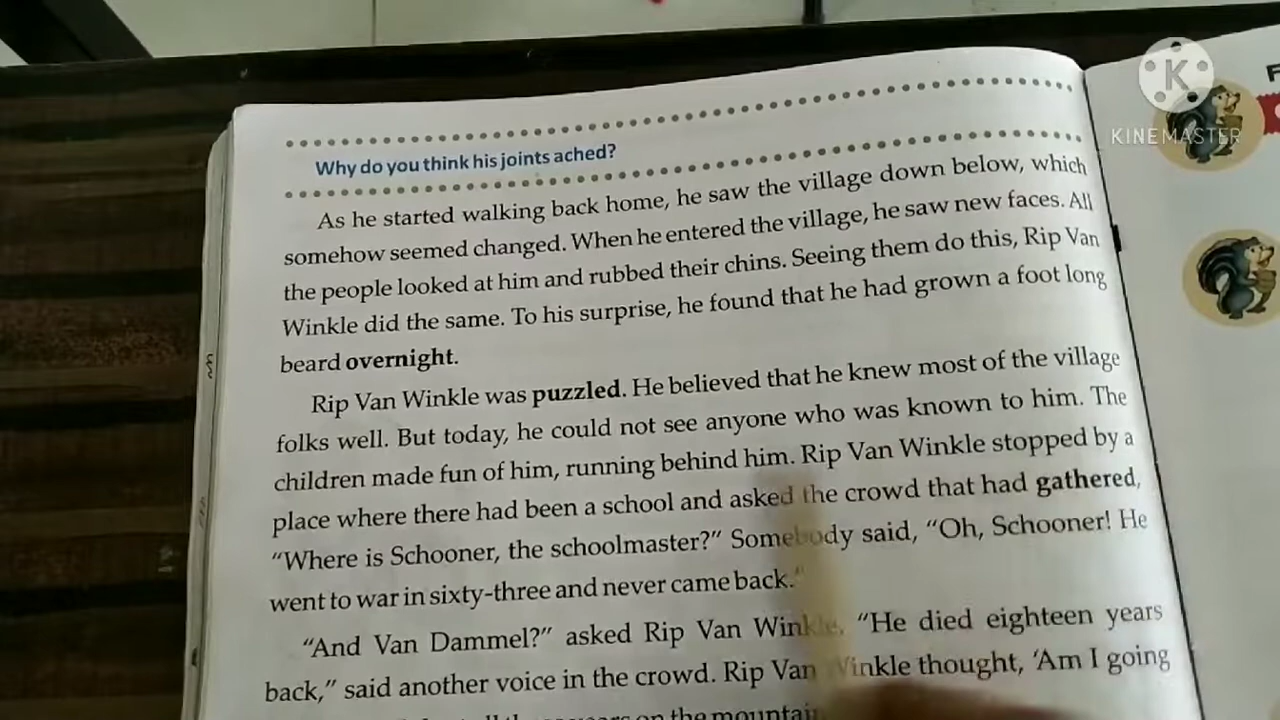 KINEMASTER
Why do you think his joints ached?
As he started walking back home, he saw the village down below, which
somehow seemed changed. When he entered the village, he saw new faces. All
the people looked at him and rubbed their chins. Seeing them do this, Rip Van
Winkle did the same. To his surprise, he found that he had grown a foot long
beard overnight.
Rip Van Winkle was puzzled. He believed that he knew most of the village
folks well. But today, he could not see anyone who was known to him. The
children made fun of him, running behind him. Rip Van Winkle stopped by a
place where there had been a school and asked the crowd that had gathered,
“Where is Schooner, the schoolmaster?” Somebody said, “Oh, Schooner! He
went to war in sixty-three and never came back.”
“And Van Dammel?” asked Rip Van Winkle. “He died eighteen years
back,” said another voice in the crowd. Rip Van Winkle thought, ‘Am I going
on the mountain